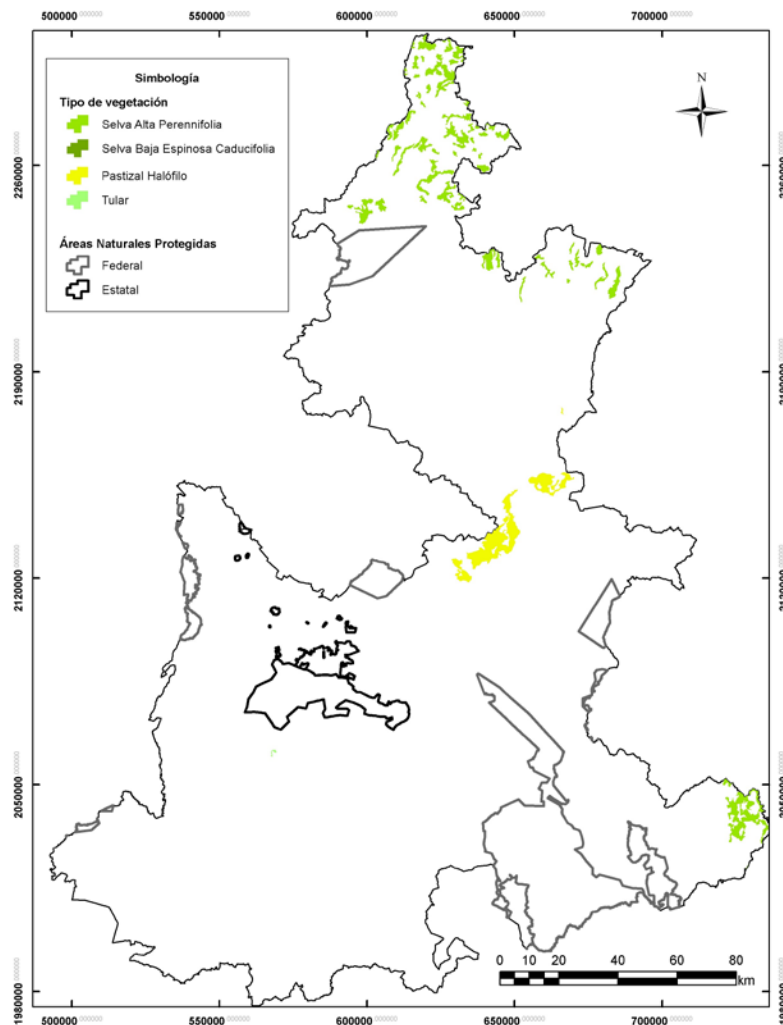 500000 550000 600000 650000 700000
Simbología
Tipo de vegetación
Selva Alta Perennifolia
Selva Baja Espinosa Caducifolia
Pastizal Halófilo
Tular
Áreas Naturales Protegidas
Federal
Estatal
N
2260000
2190000
2120000
2050000
1980000
0 10 20 40 60 80
km
500000 550000 600000 650000 700000